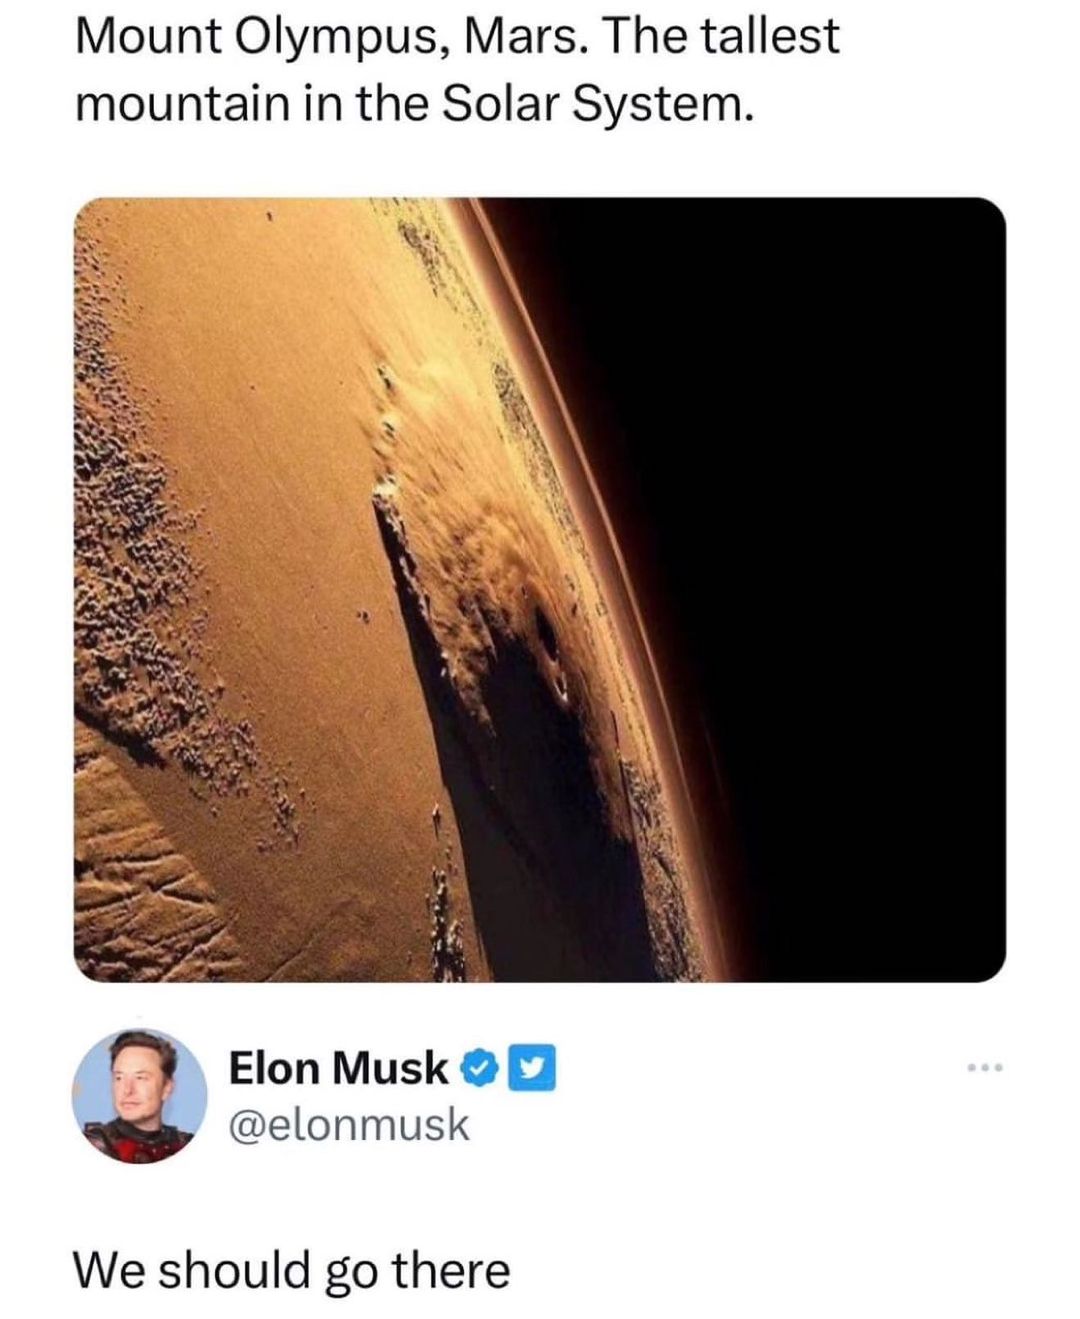 Mount Olympus, Mars. The tallest
mountain in the Solar System.
Elon Musk
@elonmusk
We should go there